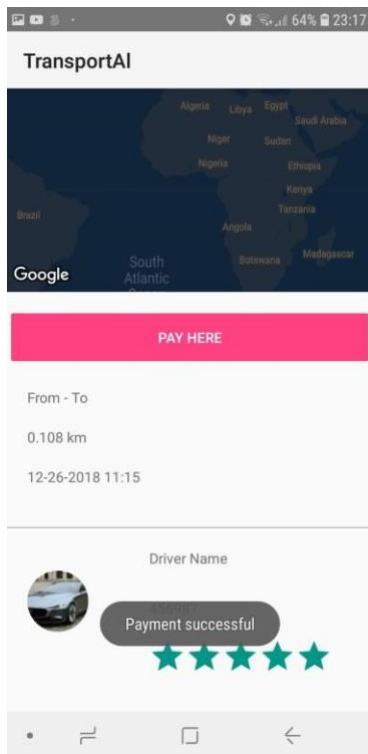 64% 23:17
TransportAI
Algeria Libya Egypt
Saudi Arabia
Niger Sudan
Nigeria Ethiopia
Kenya
Brazil Tanzania
Angola
South
Atlantic
Botswana Madagascar
Google
PAY HERE
From - To
0.108 km
12-26-2018 11:15
Driver Name
Payment successful